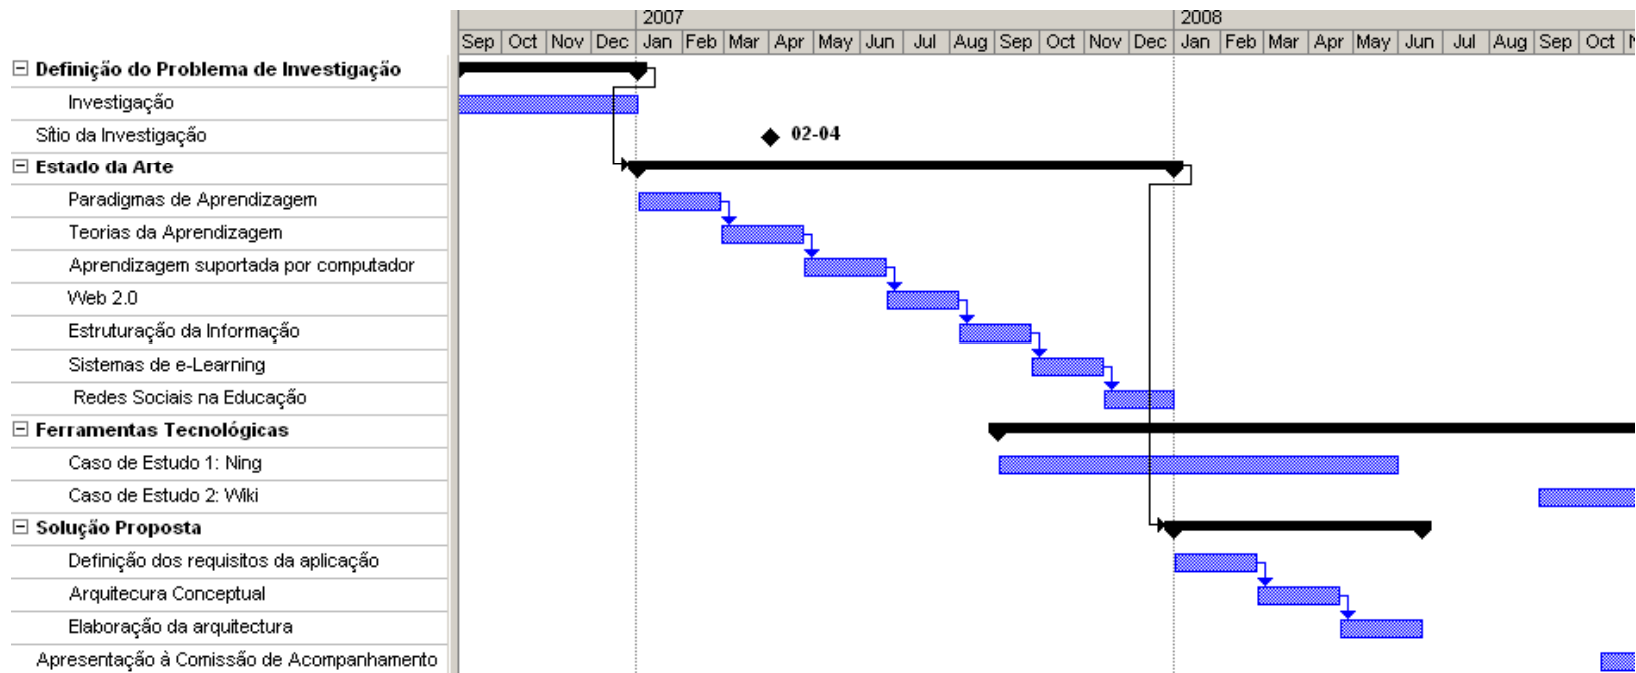 2007 2008
Sep Oct Nov Dec Jan Feb Mar Apr May Jun Jul Aug Sep Oct Nov Dec Jan Feb Mar Apr May Jun Jul Aug Sep Oct
Definição do Problema de Investigação
Investigação
Sítio da Investigação 02-04
Estado da Arte
Paradigmas de Aprendizagem
Teorias da Aprendizagem
Aprendizagem suportada por computador
Web 2.0
Estruturação da Informação
Sistemas de e-Learning
Redes Sociais na Educação
Ferramentas Tecnológicas
Caso de Estudo 1: Ning
Caso de Estudo 2: Wiki
Solução Proposta
Definição dos requisitos da aplicação
Arquitecura Conceptual
Elaboração da arquitectura
Apresentação à Comissão de Acompanhamento